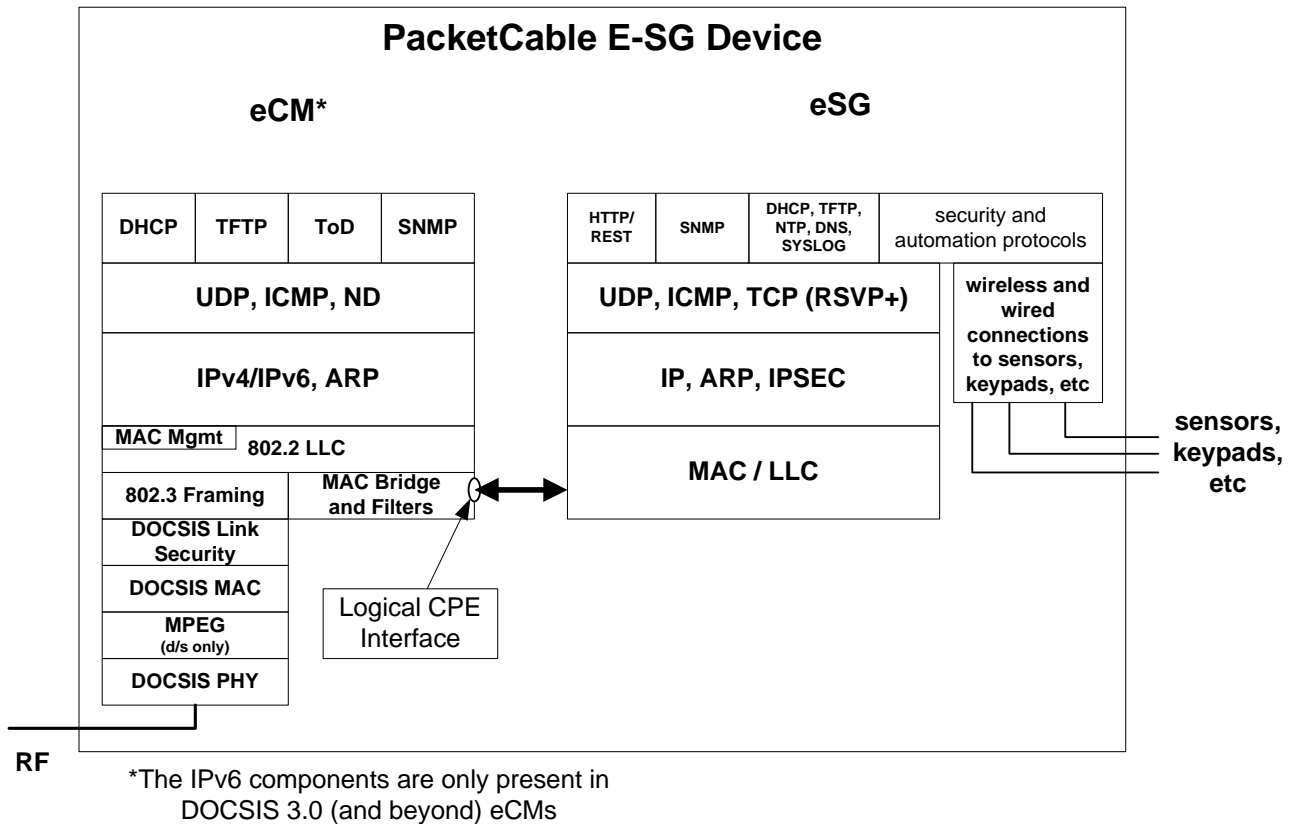 PacketCable E-SG Device
eCM*
eSG
DHCP
TFTP
ToD
SNMP
UDP, ICMP, ND
IPv4/IPv6, ARP
MAC Mgmt
802.2 LLC
802.3 Framing
MAC Bridge
and Filters
DOCSIS Link
Security
DOCSIS MAC
MPEG
(d/s only)
DOCSIS PHY
RF
Logical CPE
Interface
HTTP/
REST
SNMP
DHCP, TFTP,
NTP, DNS,
SYSLOG
security and
automation protocols
UDP, ICMP, TCP (RSVP+)
IP, ARP, IPSEC
MAC / LLC
wireless and
wired
connections
to sensors,
keypads, etc
sensors,
keypads,
etc
*The IPv6 components are only present in
DOCSIS 3.0 (and beyond) eCMs